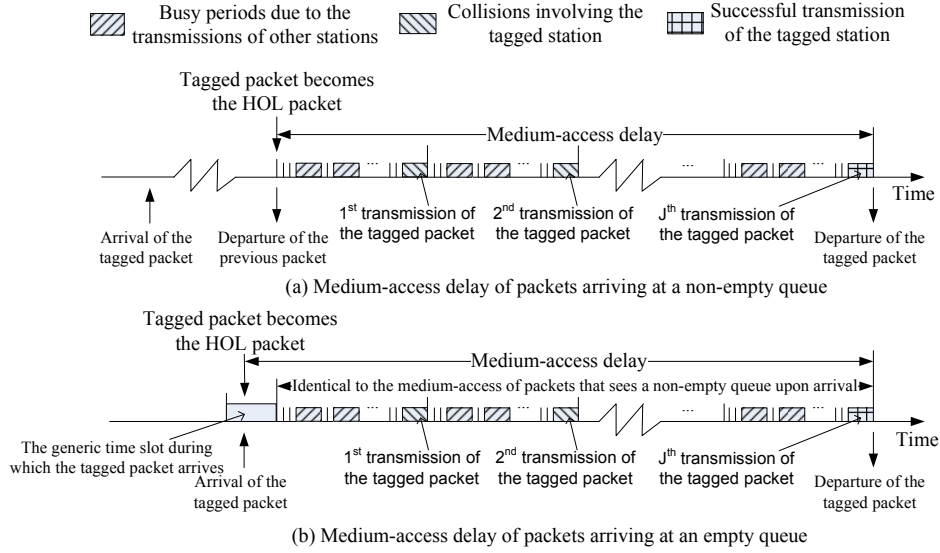 Busy periods due to the
transmissions of other stations
Collisions involving the
tagged station
Successful transmission
of the tagged station
Tagged packet becomes
the HOL packet
Medium-access delay
...
...
...
...
Time
Arrival of the
tagged packet
Departure of the
previous packet
1st transmission of
the tagged packet
2nd transmission of
the tagged packet
Jth transmission of
the tagged packet
Departure of the
tagged packet
(a) Medium-access delay of packets arriving at a non-empty queue
Tagged packet becomes
the HOL packet
Medium-access delay
Identical to the medium-access of packets that sees a non-empty queue upon arrival
...
...
...
...
Time
The generic time slot during
which the tagged packet arrives
Arrival of the
tagged packet
1st transmission of
the tagged packet
2nd transmission of
the tagged packet
Jth transmission of
the tagged packet
Departure of the
tagged packet
(b) Medium-access delay of packets arriving at an empty queue